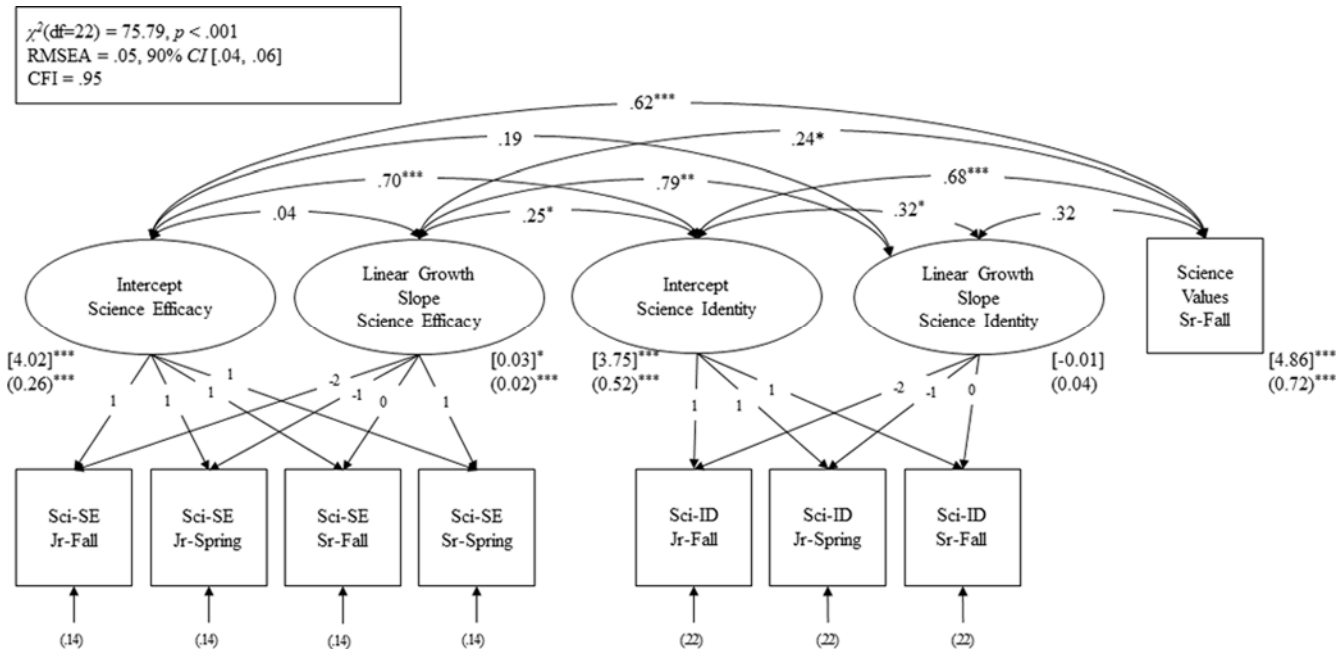 χ²(df=22) = 75.79, p < .001
RMSEA = .05, 90% CI [.04, .06]
CFI = .95
.62***
.19
.24*
.70***
.79**
.68***
.04
.25*
.32*
.32
Intercept
Science Efficacy
Linear Growth
Slope
Science Efficacy
Intercept
Science Identity
Linear Growth
Slope
Science Identity
Science
Values
Sr-Fall
[4.02]***
(0.26)***
[0.03]*
(0.02)***
[3.75]***
(0.52)***
[-0.01]
(0.04)
[4.86]***
(0.72)***
1
1
1
1
-2
-1
0
1
1
1
1
-2
-1
0
Sci-SE
Jr-Fall
Sci-SE
Jr-Spring
Sci-SE
Sr-Fall
Sci-SE
Sr-Spring
Sci-ID
Jr-Fall
Sci-ID
Jr-Spring
Sci-ID
Sr-Fall
(.14)
(.14)
(.14)
(.14)
(.22)
(.22)
(.22)